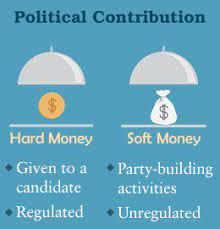 Political Contribution
$
$
Hard Money
Soft Money
◆ Given to a
candidate
◆ Regulated
◆ Party-building
activities
◆ Unregulated